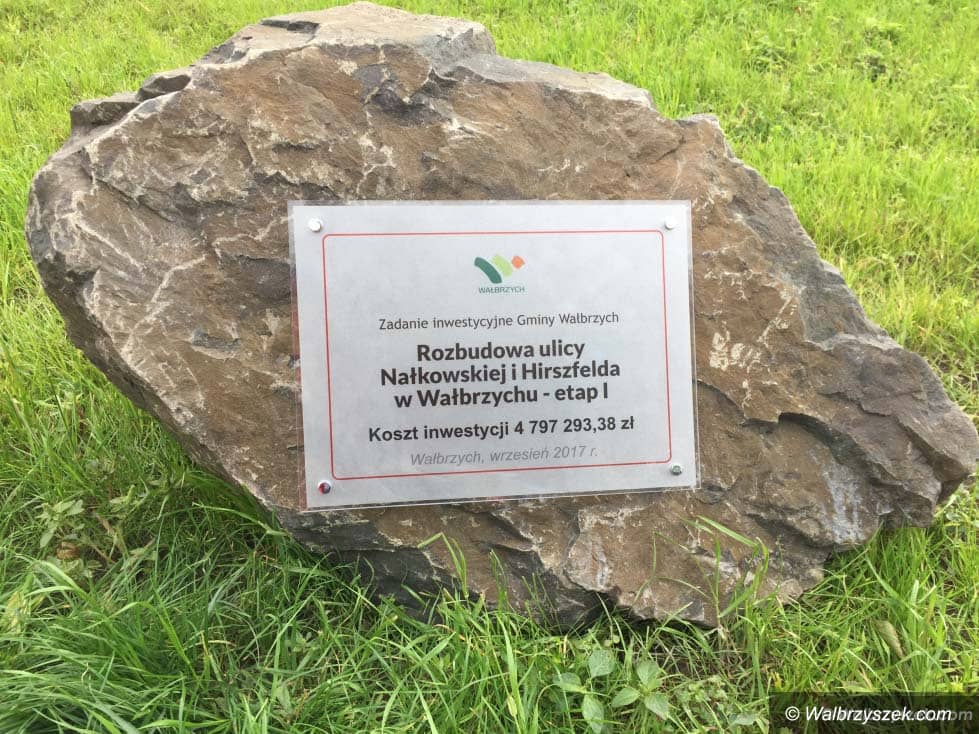 WAŁBRZYCH
Zadanie inwestycyjne Gminy Wałbrzych
Rozbudowa ulicy
Nałkowskiej i Hirszfelda
w Wałbrzychu - etap I
Koszt inwestycji 4 797 293,38 zł
Wałbrzych, wrzesień 2017 r.
© Walbrzyszek.com